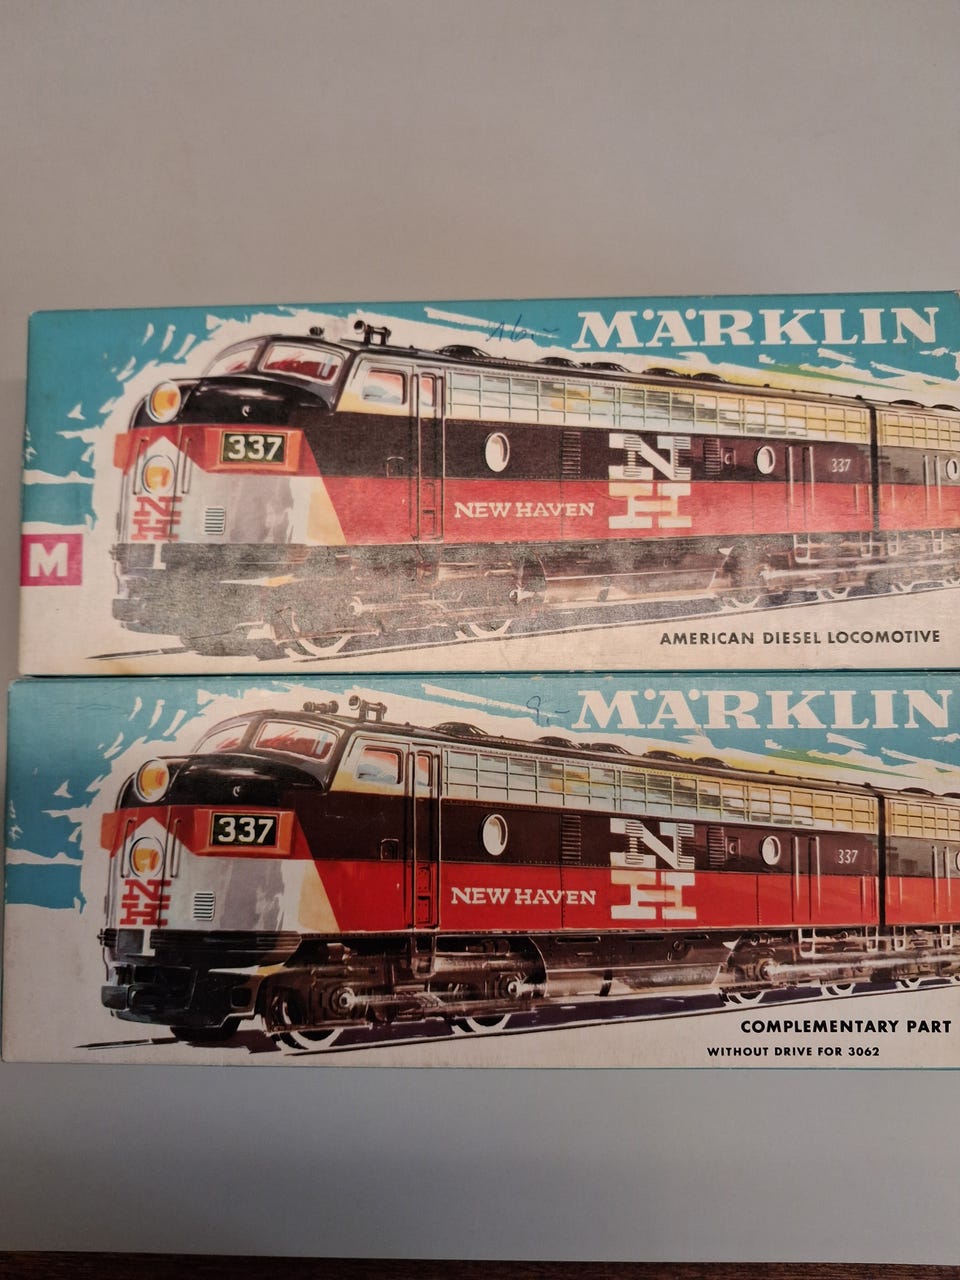 MÄRKLIN
337
N
H
N
H
337
NEW HAVEN
M
AMERICAN DIESEL LOCOMOTIVE
MÄRKLIN
337
N
H
N
H
337
NEW HAVEN
COMPLEMENTARY PART
WITHOUT DRIVE FOR 3062